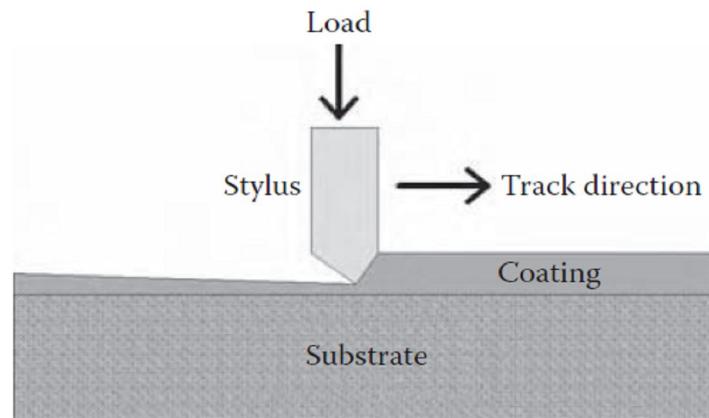 Load
Stylus
Track direction
Coating
Substrate